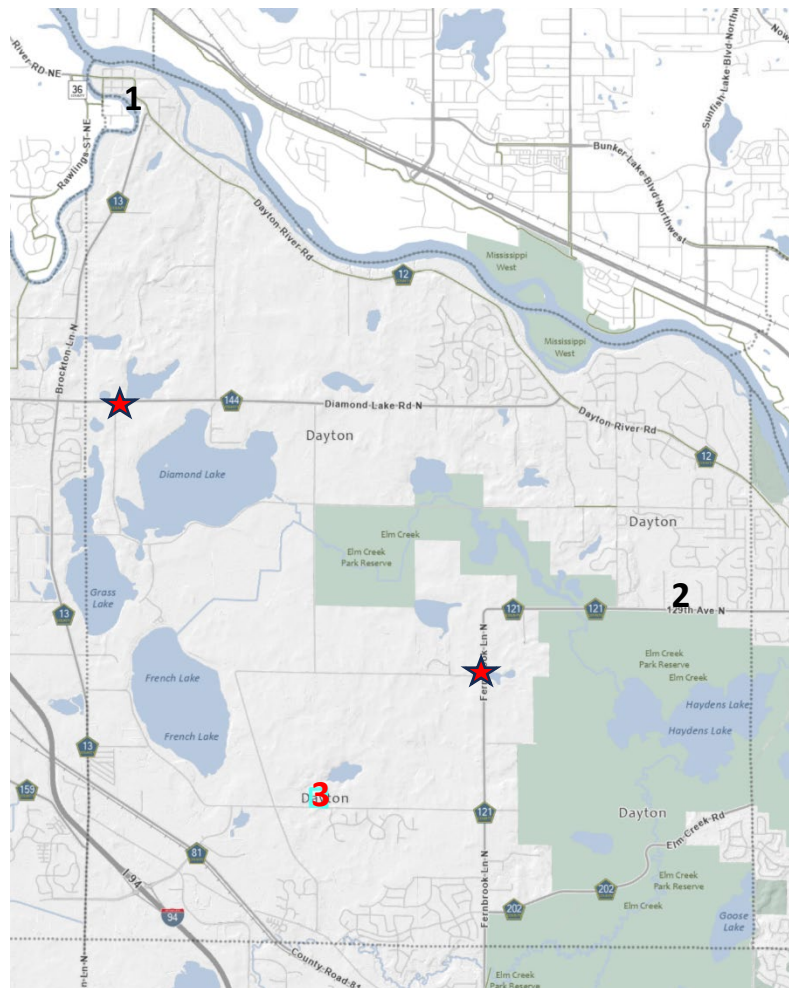 River RD NE
36
COUNTY
1
Rawlings ST NE
Sunfish Lake Blvd Northwest
Bunker Lake Blvd Northwest
13
Dayton River Rd
12
Mississippi
West
Mississippi
West
Brockton Ln N
144
Diamond Lake Rd N
Dayton
Dayton River Rd
12
Diamond Lake
Elm Creek
Elm Creek
Park Reserve
Dayton
Grass
Lake
13
2
121
121
129th Ave N
Fernbrook Ln N
Elm Creek
Park Reserve
Elm Creek
French Lake
French Lake
Haydens Lake
Haydens Lake
13
159
3
Dayton
121
Dayton
Elm Creek Rd
81
I 94
94
Fernbrook Ln N
202
202
Elm Creek
Park Reserve
Elm Creek
Goose
Lake
n Ln N
County Road 81
Elm Creek
Park Reserve